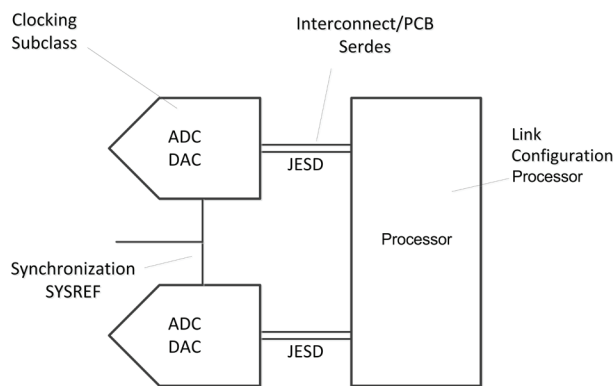 Clocking
Subclass
Interconnect/PCB
Serdes
ADC
DAC
JESD
Link
Configuration
Processor
Processor
Synchronization
SYSREF
ADC
DAC
JESD